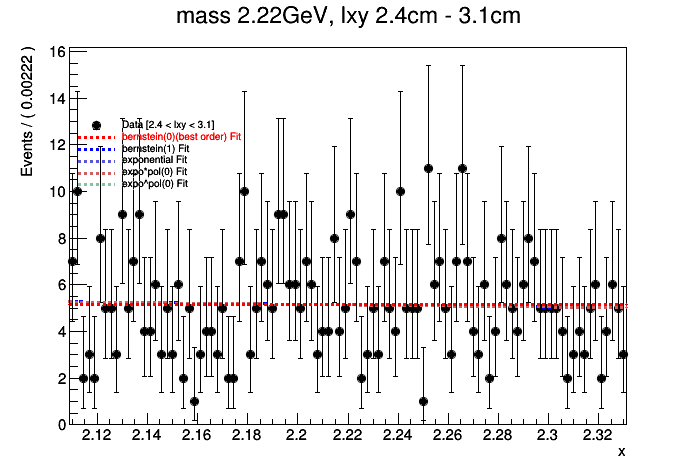 mass 2.22GeV, lxy 2.4cm - 3.1cm
Events / ( 0.00222 )
16
14
12
10
8
6
4
2
0
Data [2.4 < lxy < 3.1]
bernstein(0)(best order) Fit
bernstein(1) Fit
exponential Fit
expo*pol(0) Fit
expo^pol(0) Fit
2.12 2.14 2.16 2.18 2.2 2.22 2.24 2.26 2.28 2.3 2.32
x